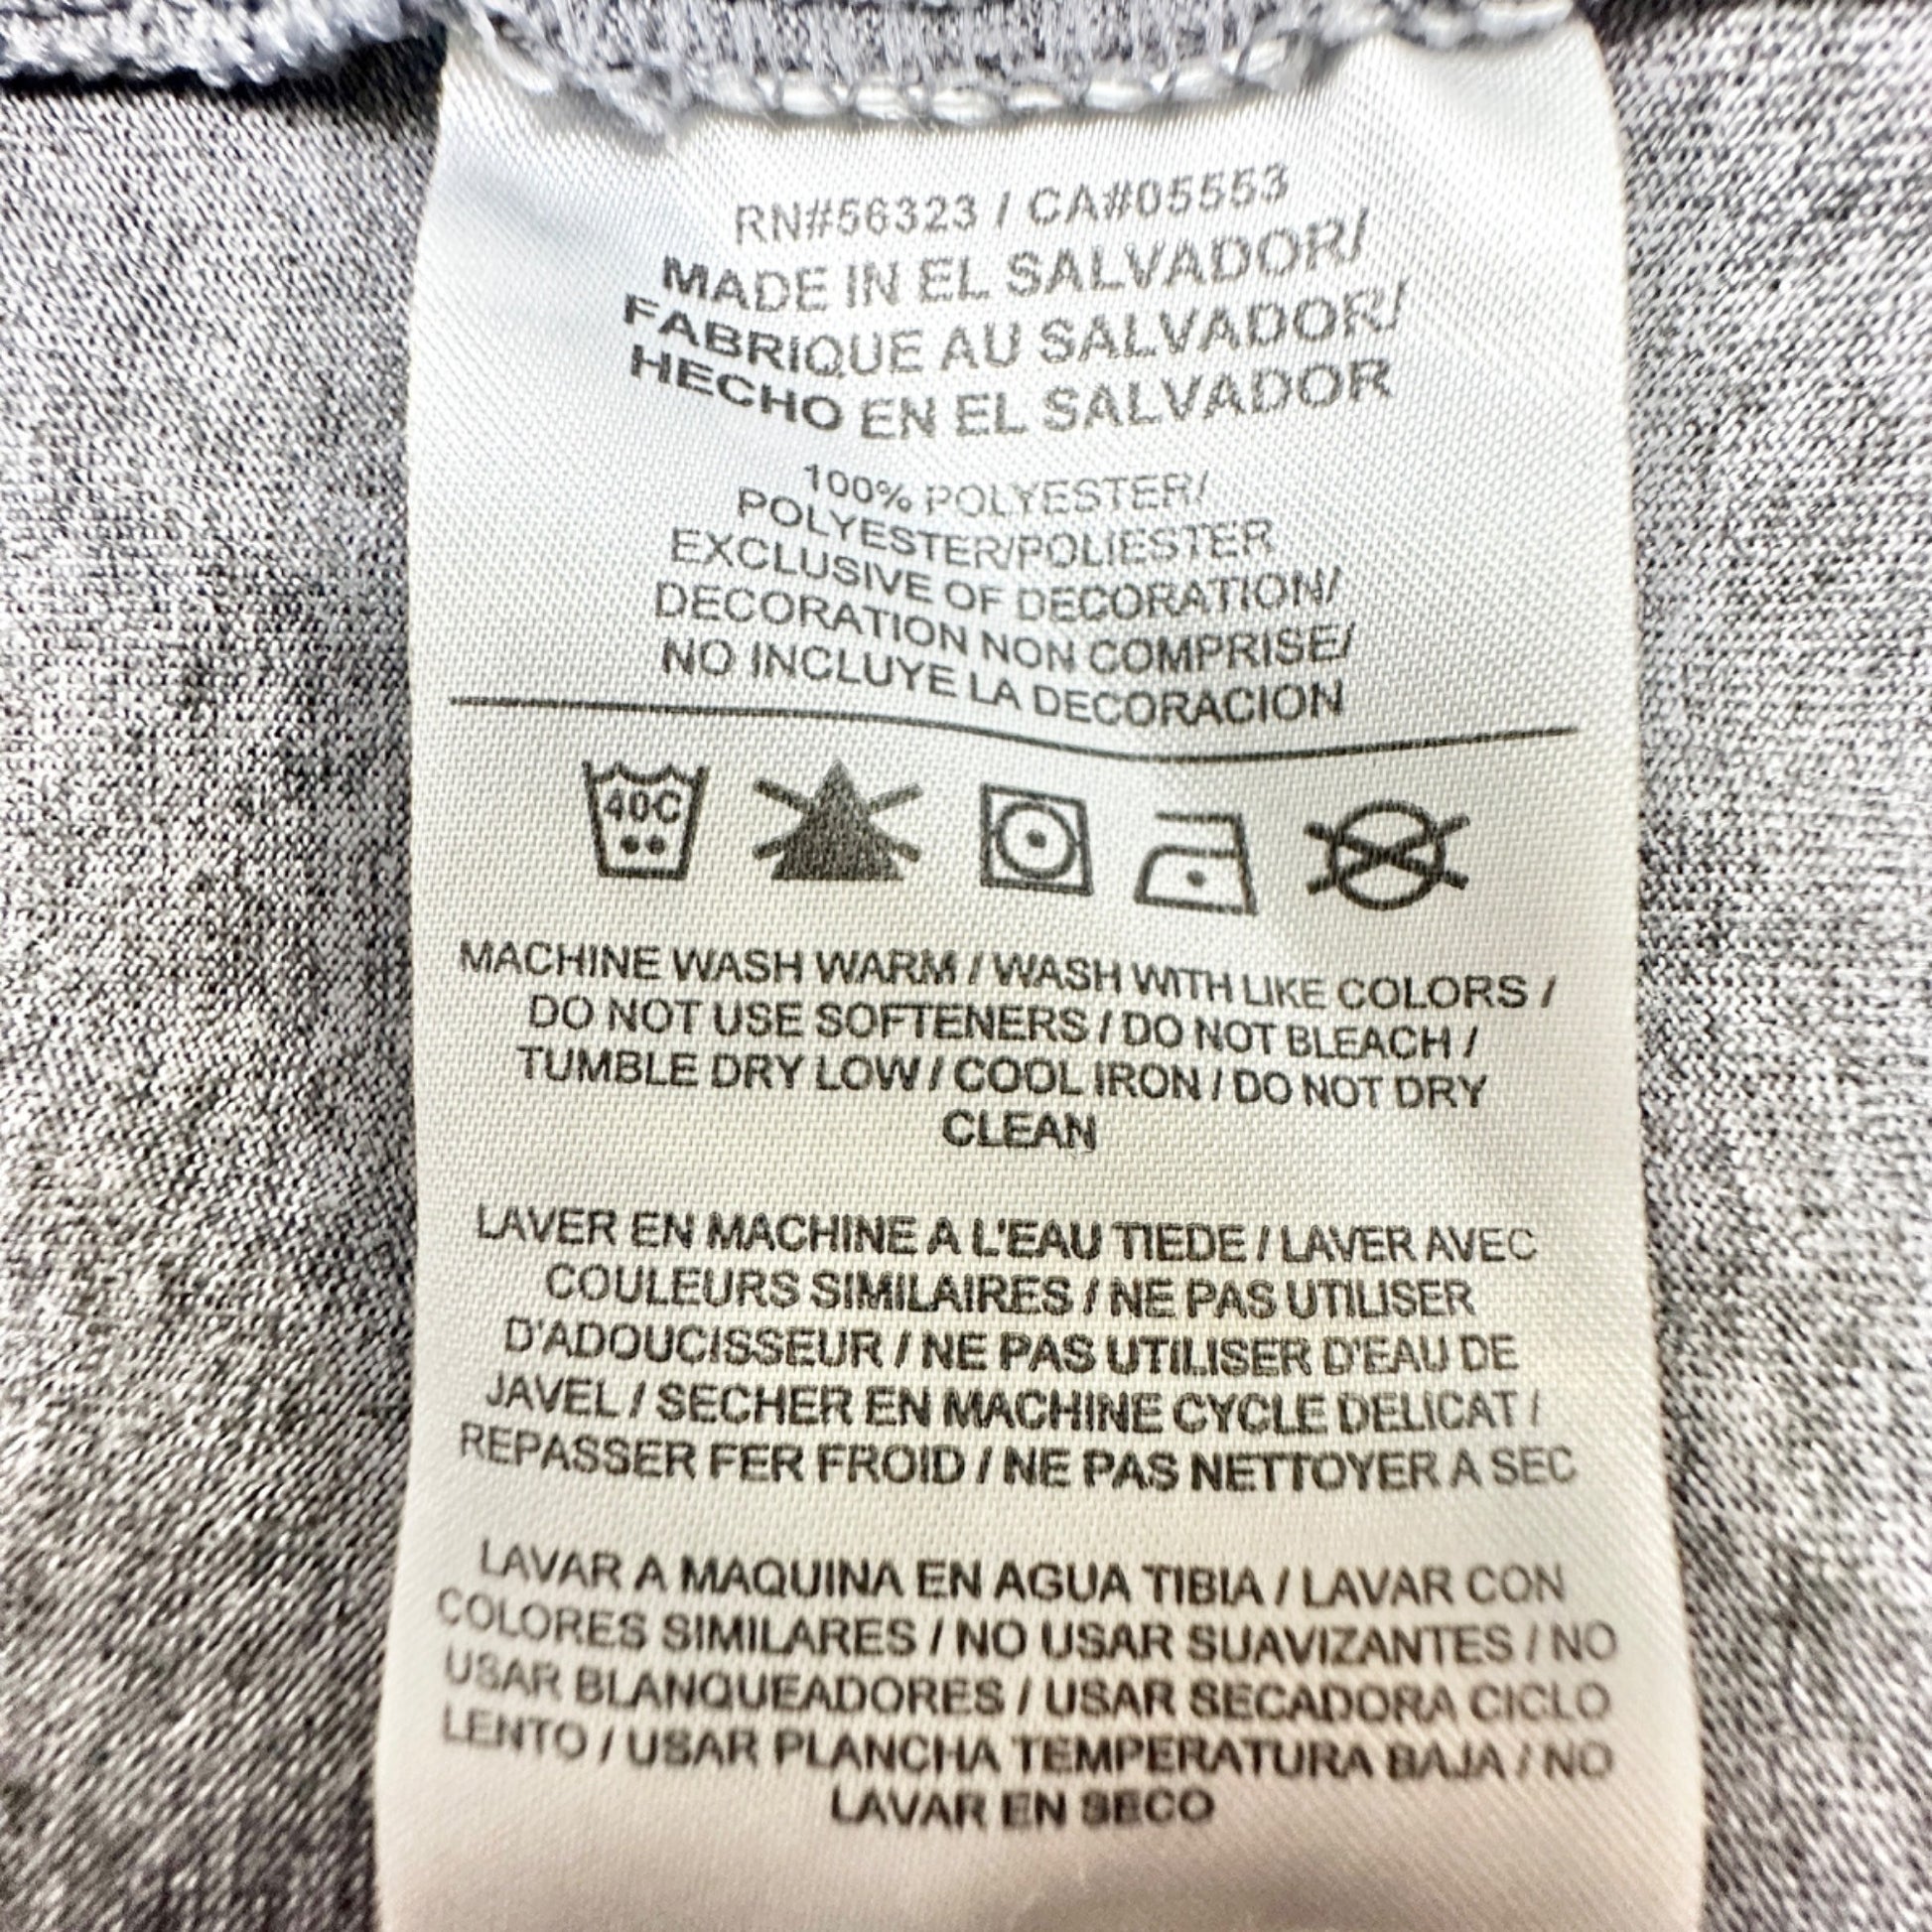 RN#56323 / CA#05553
MADE IN EL SALVADOR/
FABRIQUE AU SALVADOR/
HECHO EN EL SALVADOR
100% POLYESTER/
POLYESTER/POLIESTER
EXCLUSIVE OF DECORATION/
DECORATION NON COMPRISE/
NO INCLUYE LA DECORACION
40C
MACHINE WASH WARM / WASH WITH LIKE COLORS /
DO NOT USE SOFTENERS / DO NOT BLEACH /
TUMBLE DRY LOW / COOL IRON / DO NOT DRY
CLEAN
LAVER EN MACHINE A L'EAU TIEDE / LAVER AVEC
COULEURS SIMILAIRES / NE PAS UTILISER
D'ADOUCISSEUR / NE PAS UTILISER D'EAU DE
JAVEL / SECHER EN MACHINE CYCLE DELICAT /
REPASSER FER FROID / NE PAS NETTOYER A SEC
LAVAR A MAQUINA EN AGUA TIBIA / LAVAR CON
COLORES SIMILARES / NO USAR SUAVIZANTES / NO
USAR BLANQUEADORES / USAR SECADORA CICLO
LENTO / USAR PLANCHA TEMPERATURA BAJA / NO
LAVAR EN SECO